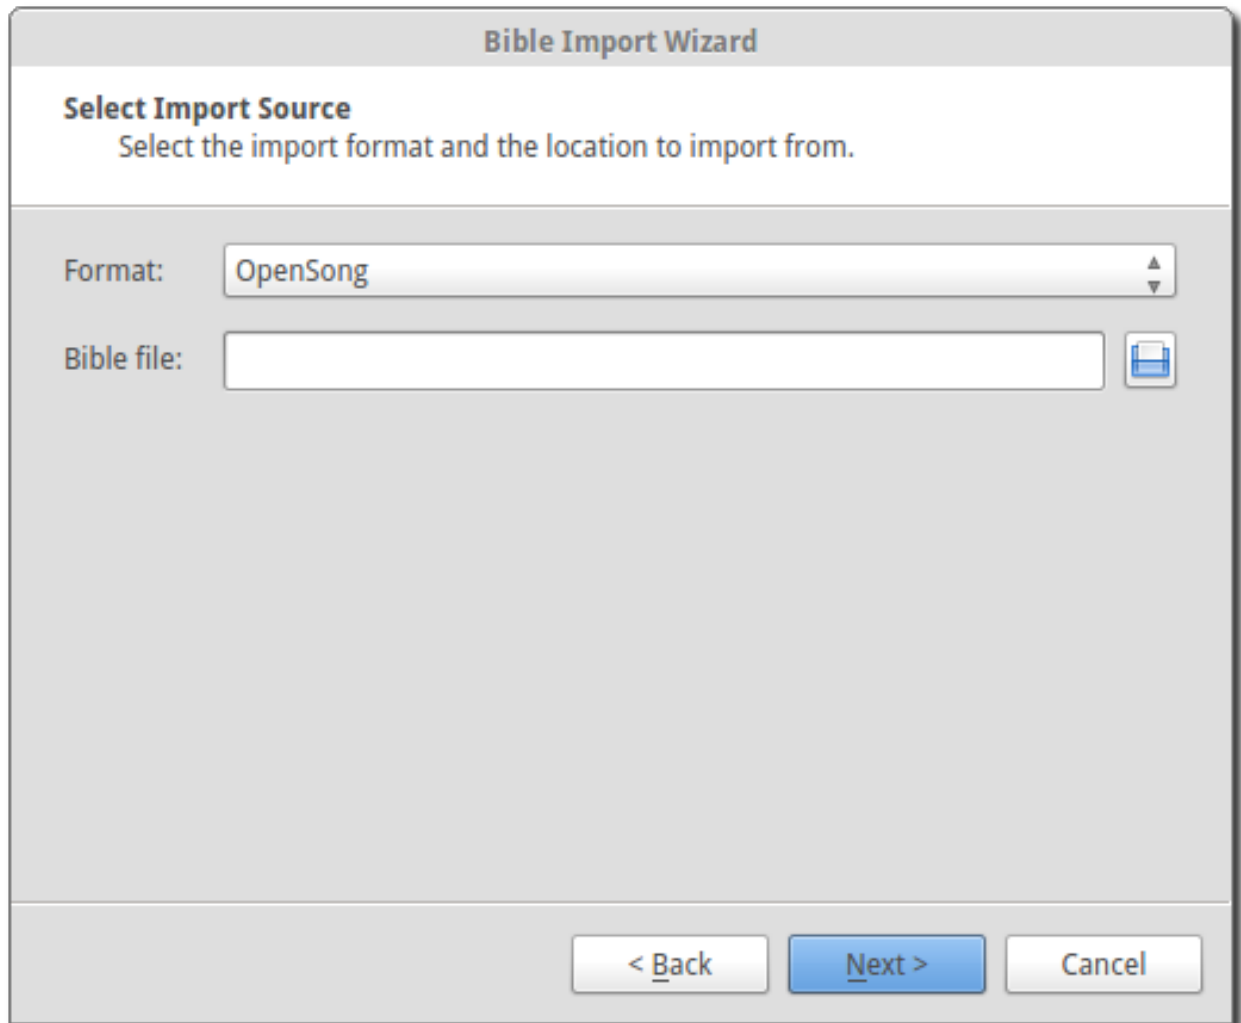 Bible Import Wizard
Select Import Source
Select the import format and the location to import from.
Format: OpenSong
Bible file:
< Back Next > Cancel